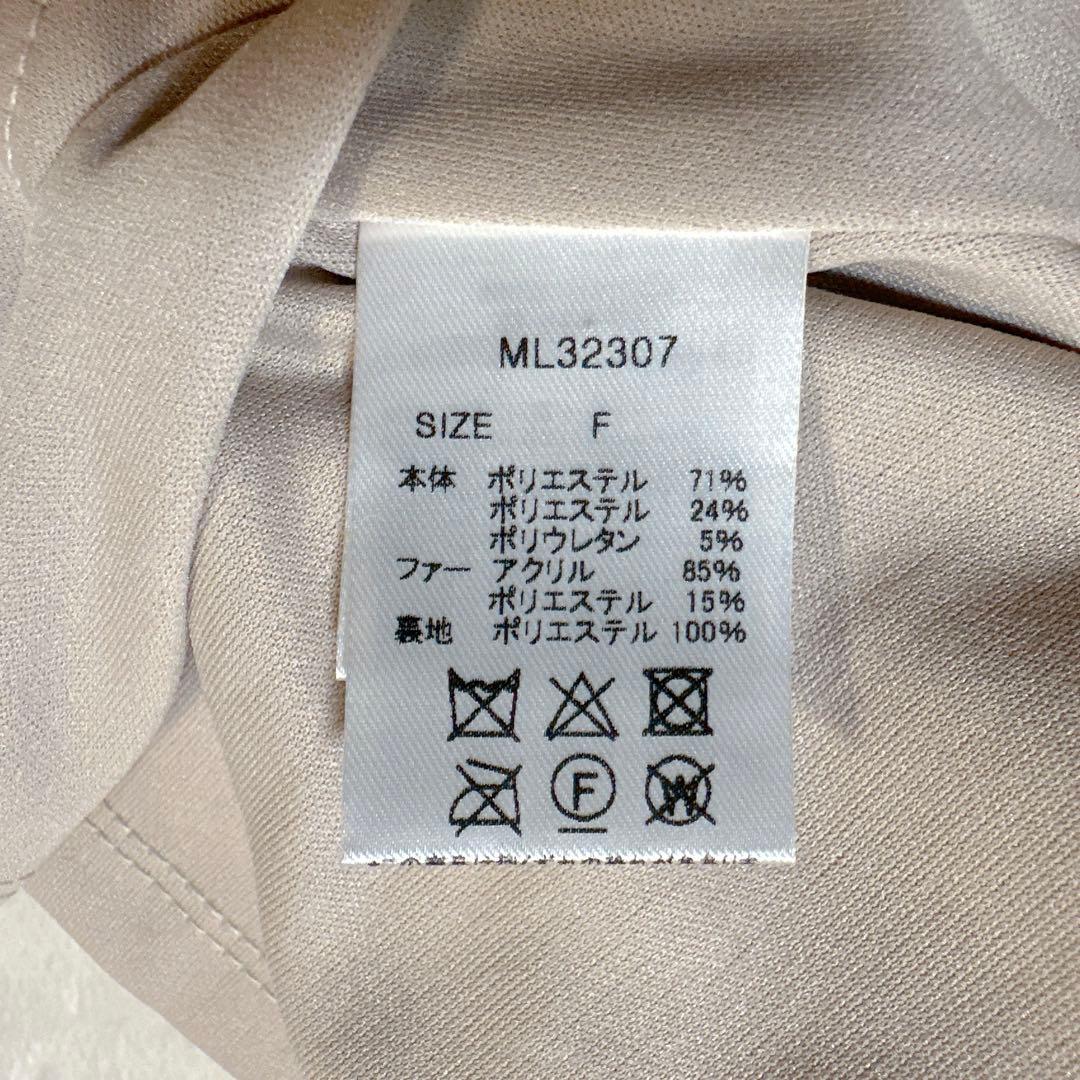 ML32307
SIZE F
本体 ポリエステル 71%
ポリエステル 24%
ポリウレタン 5%
ファー アクリル 85%
ポリエステル 15%
裏地 ポリエステル 100%
F
W